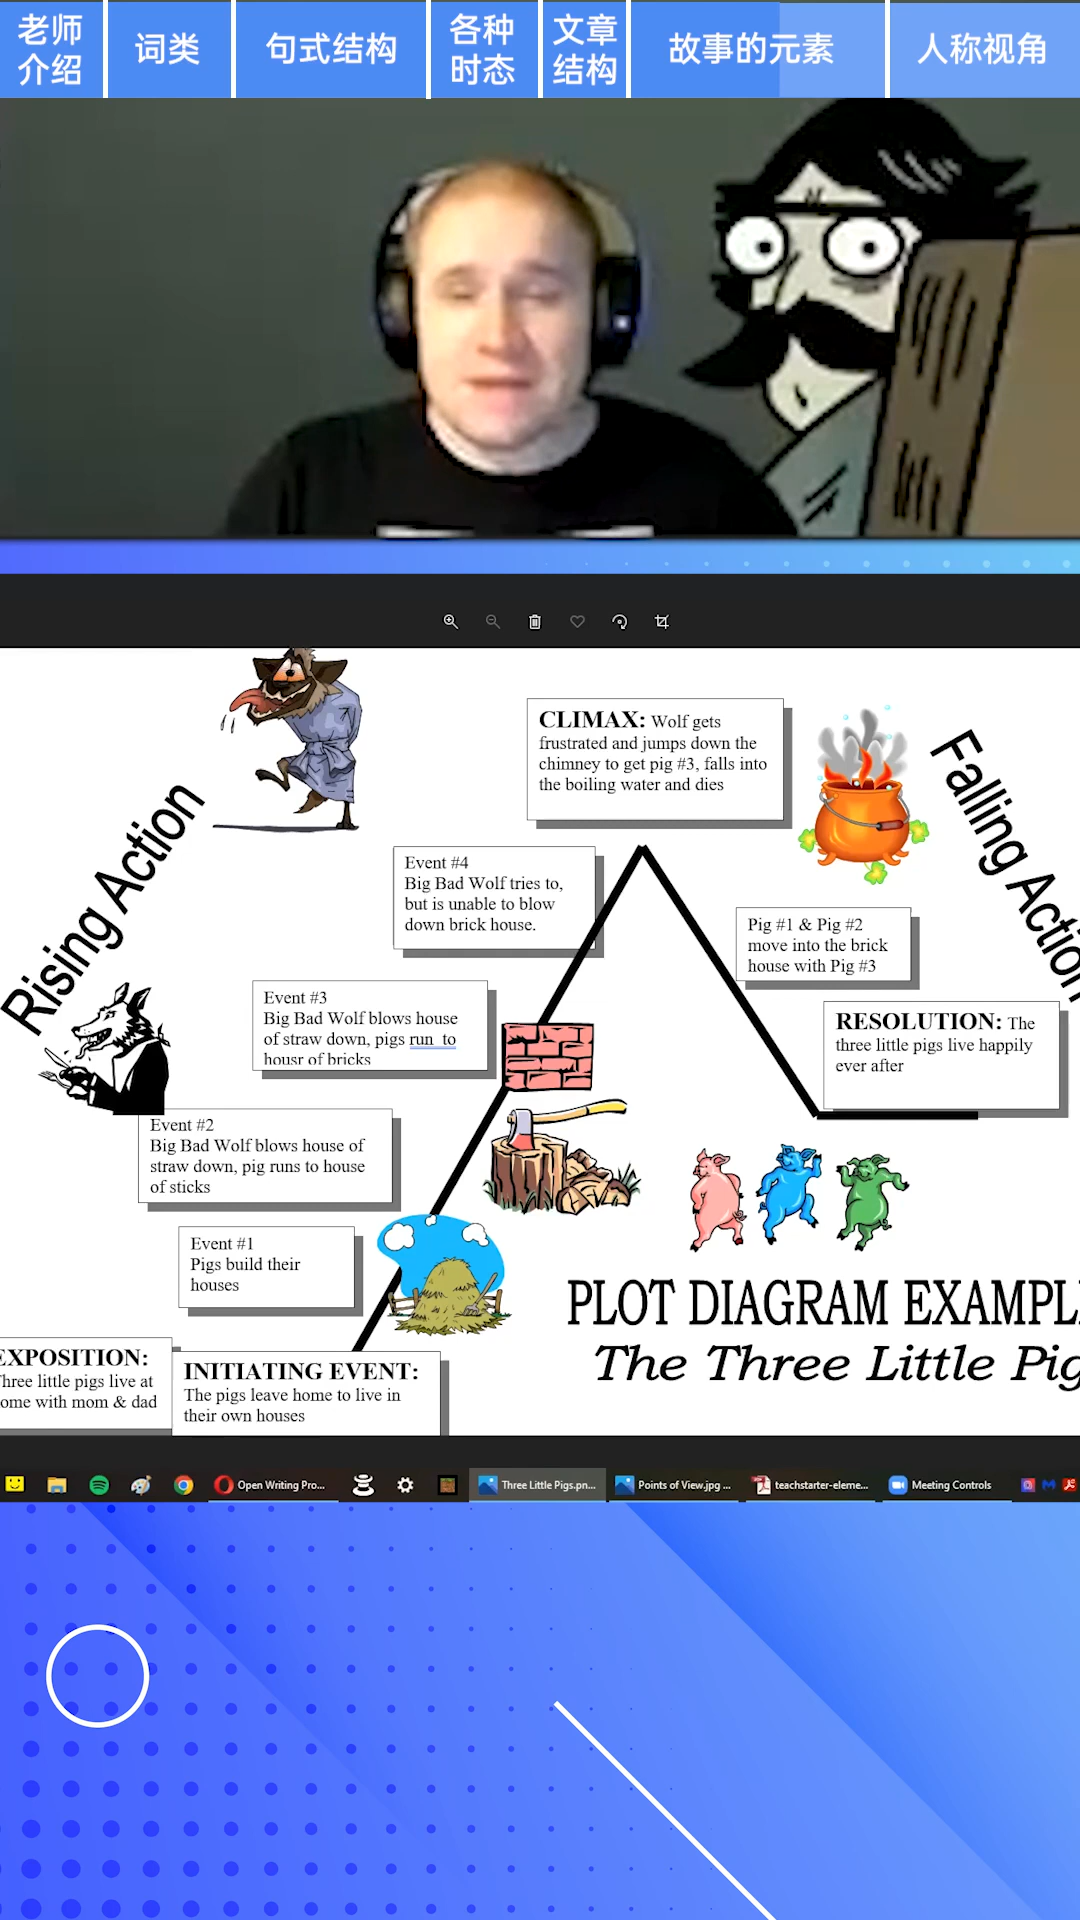 老师
介绍
词类
句式结构
各种
时态
文章
结构
故事的元素
人称视角
CLIMAX: Wolf gets
frustrated and jumps down the
chimney to get pig #3, falls into
the boiling water and dies
Rising Action
Falling Action
Event #4
Big Bad Wolf tries to,
but is unable to blow
down brick house.
Pig #1 & Pig #2
move into the brick
house with Pig #3
Event #3
Big Bad Wolf blows house
of straw down, pigs run to
housr of bricks
RESOLUTION: The
three little pigs live happily
ever after
Event #2
Big Bad Wolf blows house of
straw down, pig runs to house
of sticks
Event #1
Pigs build their
houses
PLOT DIAGRAM EXAMPL
The Three Little Pig
EXPOSITION:
Three little pigs live at
ome with mom & dad
INITIATING EVENT:
The pigs leave home to live in
their own houses
Open Writing Pro...
Three Little Pigs.pn...
Points of View.jpg ...
teachstarter-eleme...
Meeting Controls